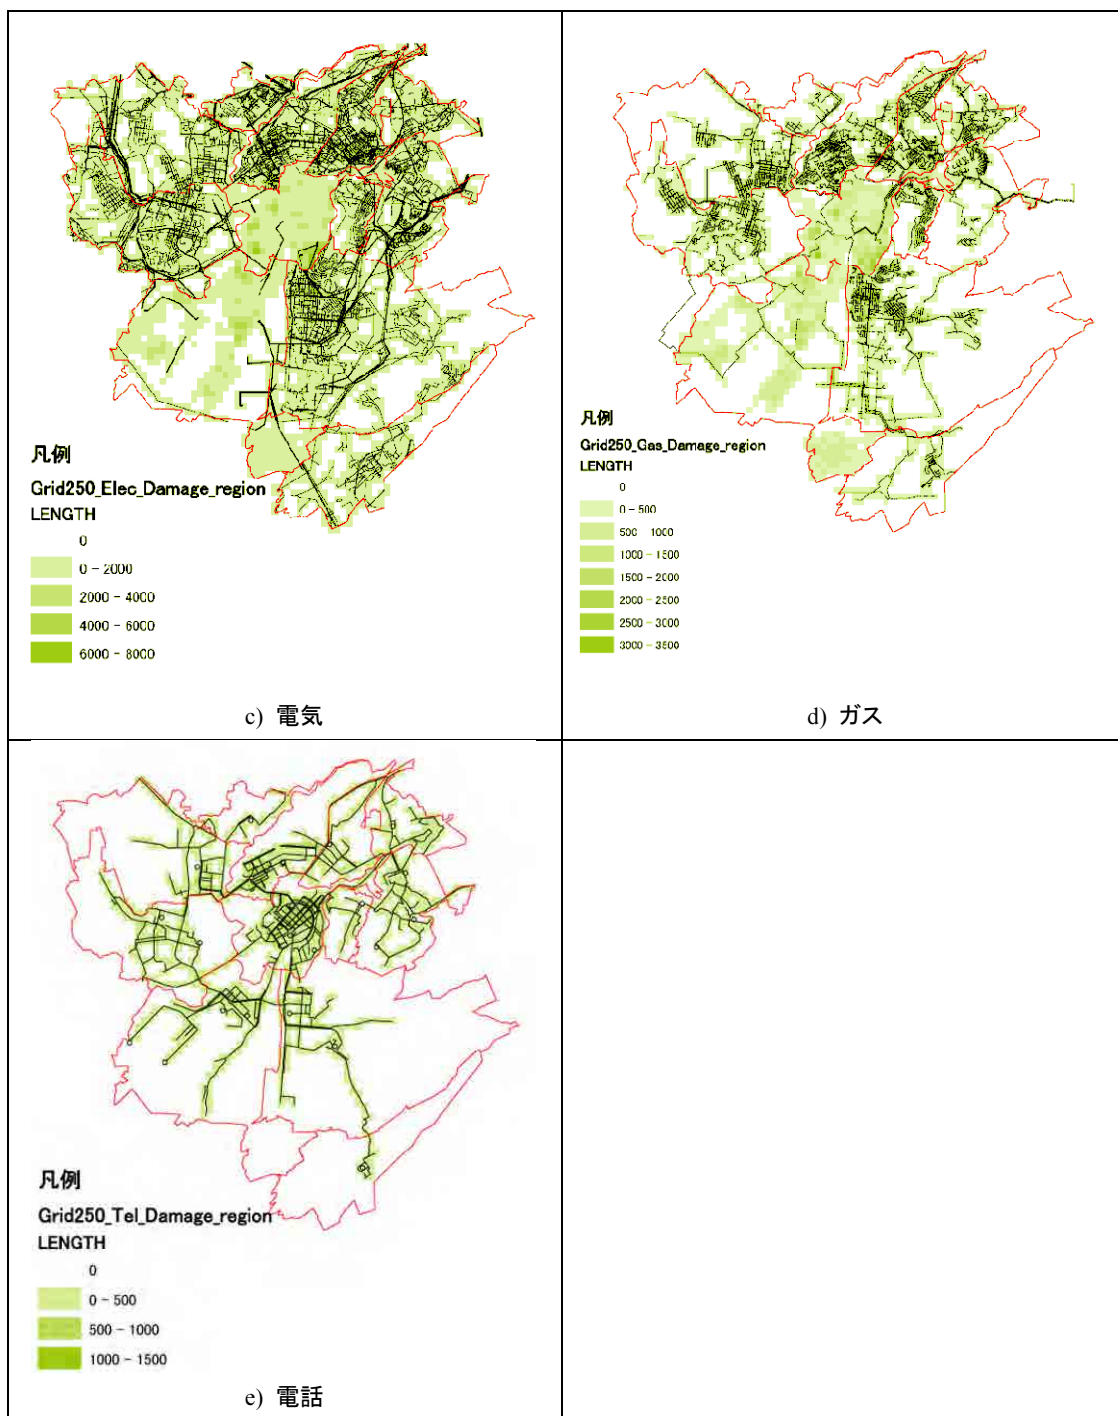 凡例
Grid250_Elec_Damage_region
LENGTH
0
0 - 2000
2000 - 4000
4000 - 6000
6000 - 8000
c) 電気
凡例
Grid250_Gas_Damage_region
LENGTH
0
0 - 500
500 - 1000
1000 - 1500
1500 - 2000
2000 - 2500
2500 - 3000
3000 - 3500
d) ガス
凡例
Grid250_Tel_Damage_region
LENGTH
0
0 - 500
500 - 1000
1000 - 1500
e) 電話